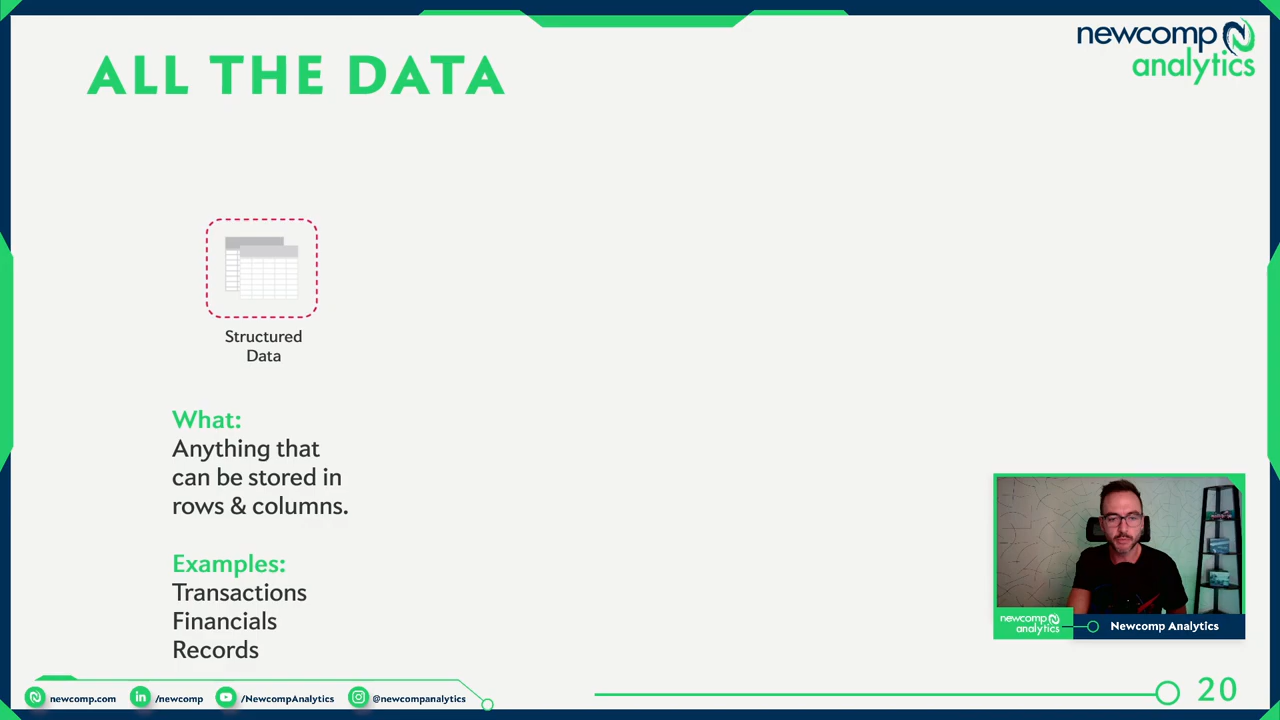 newcomp
analytics
ALL THE DATA
Structured
Data
What:
Anything that
can be stored in
rows & columns.
Examples:
Transactions
Financials
Records
newcomp
analytics
Newcomp Analytics
newcomp.com
/newcomp
/NewcompAnalytics
@newcompanalytics
20